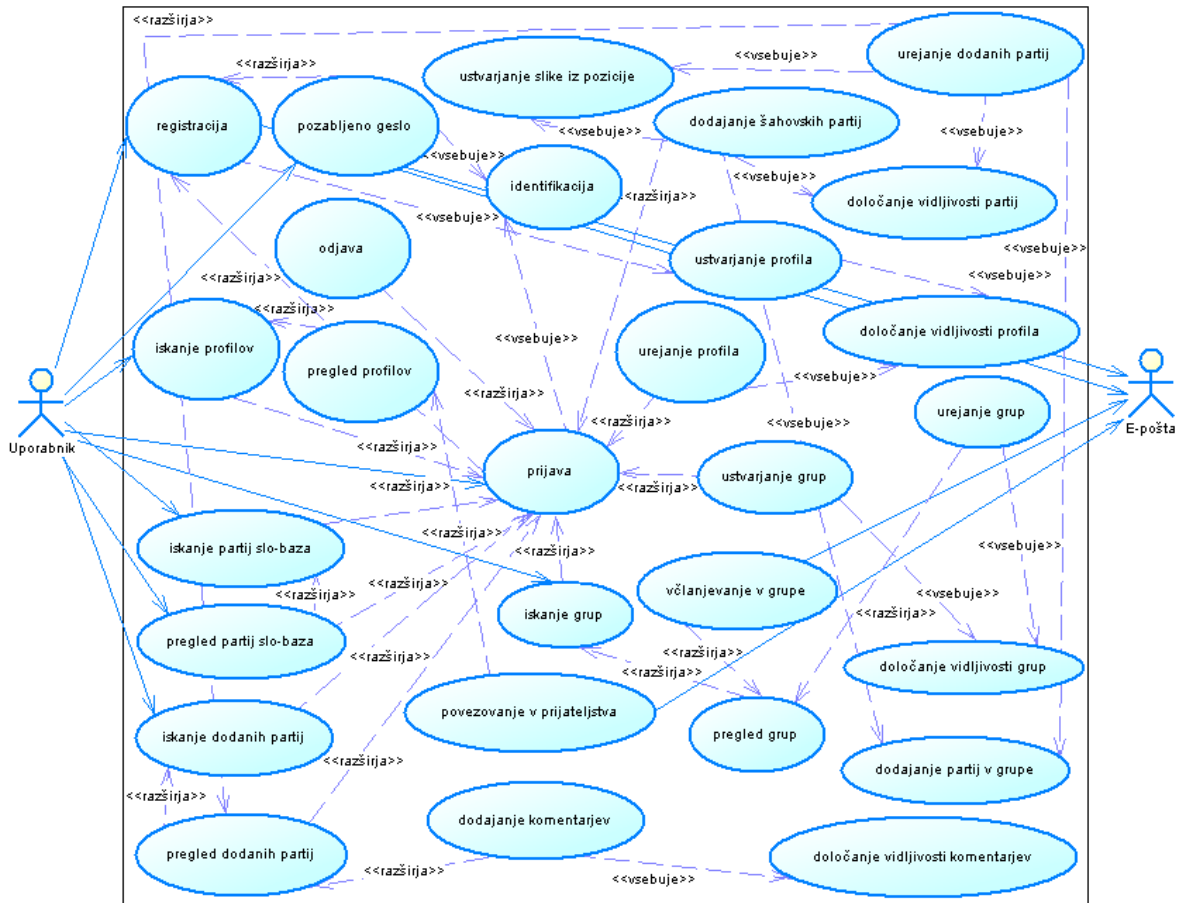 <<razširja>>
urejanje dodanih partij
<<vsebuje>>
<<razširja>>
ustvarjanje slike iz pozicije
registracija
pozabljeno geslo
dodajanje šahovskih partij
<<vsebuje>>
<<vsebuje>>
<<vsebuje>>
<<vsebuje>>
identifikacija
<<razširja>>
določanje vidljivosti partij
<<vsebuje>>
odjava
<<vsebuje>>
ustvarjanje profila
<<razširja>>
<<vsebuje>>
<<razširja>>
iskanje profilov
določanje vidljivosti profila
<<vsebuje>>
urejanje profila
pregled profilov
<<vsebuje>>
<<razširja>>
urejanje grup
<<razširja>>
Uporabnik
E-pošta
<<razširja>>
<<vsebuje>>
prijava
ustvarjanje grup
<<razširja>>
<<razširja>>
<<razširja>>
iskanje partij slo-baza
<<razširja>>
<<vsebuje>>
<<razširja>>
<<razširja>>
včlanjevanje v grupe
<<vsebuje>>
<<razširja>>
iskanje grup
pregled partij slo-baza
<<razširja>>
<<razširja>>
<<razširja>>
določanje vidljivosti grup
povezovanje v prijateljstva
iskanje dodanih partij
pregled grup
<<razširja>>
dodajanje partij v grupe
<<razširja>>
dodajanje komentarjev
pregled dodanih partij
določanje vidljivosti komentarjev
<<razširja>>
<<vsebuje>>